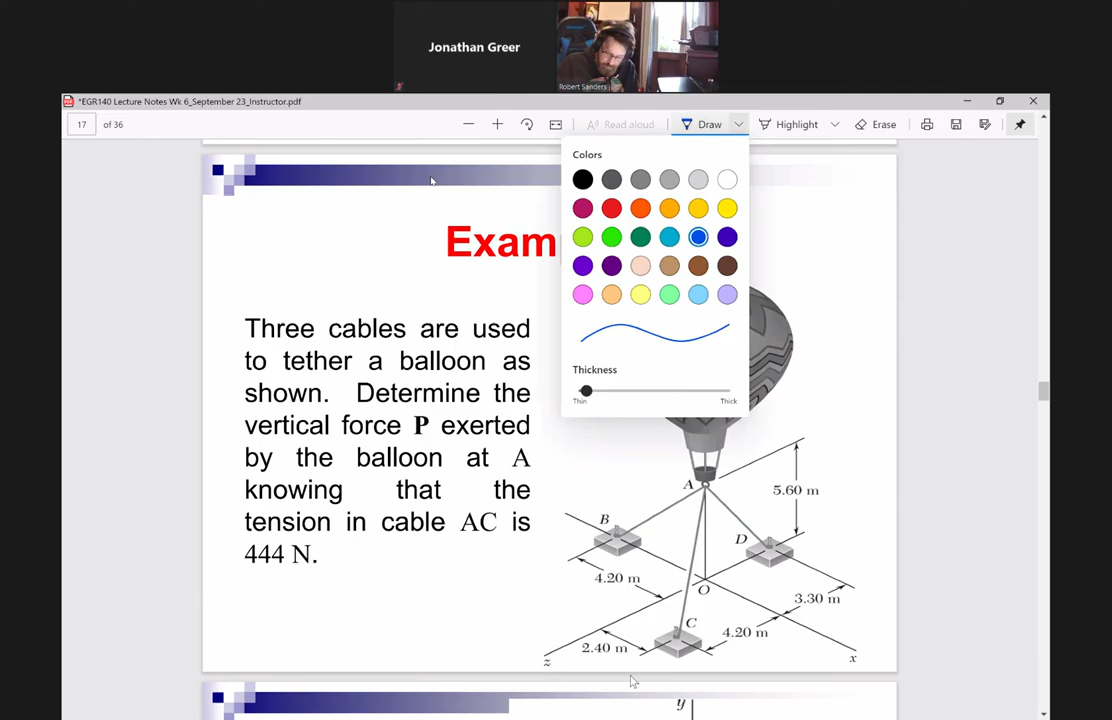 Jonathan Greer
Robert Sanders
*EGR140 Lecture Notes Wk 6_September 23_Instructor.pdf
17 of 36
Read aloud
Draw
Highlight
Erase
Colors
Thickness
Thin
Thick
Exam
Three cables are used
to tether a balloon as
shown. Determine the
vertical force P exerted
by the balloon at A
knowing that the
tension in cable AC is
444 N.
A
5.60 m
B
D
4.20 m
O
3.30 m
C
4.20 m
2.40 m
z
x
y